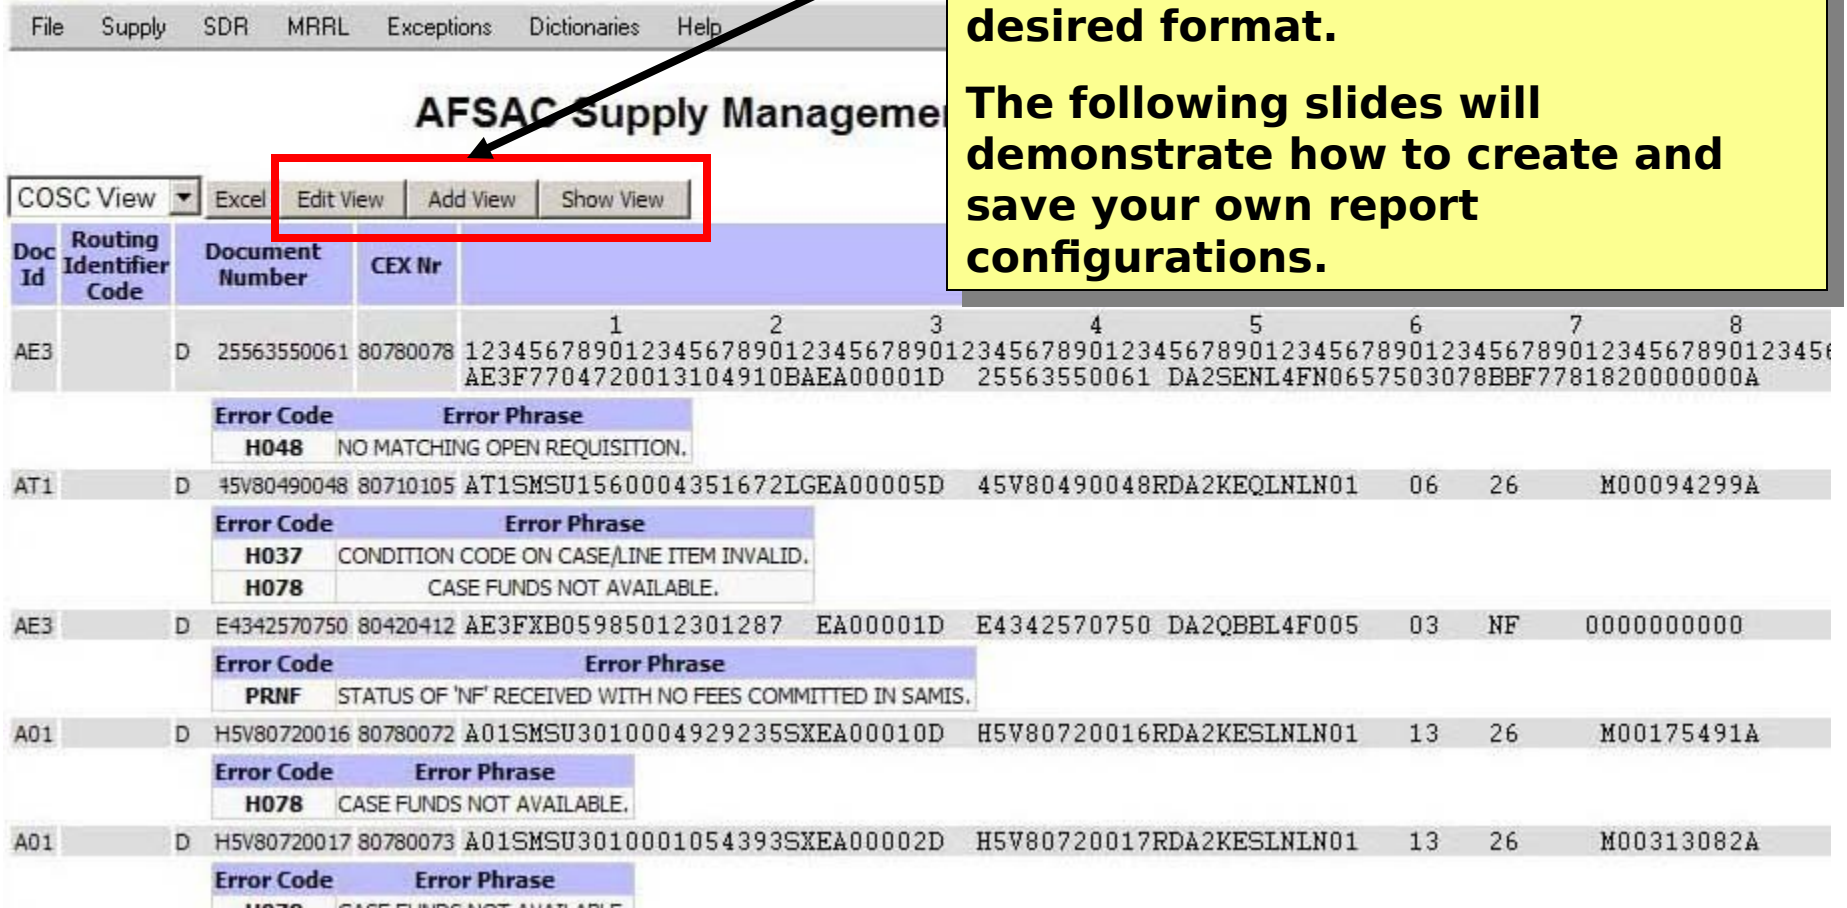 File Supply SDR MRRL Exceptions Dictionaries Help
desired format.
The following slides will
demonstrate how to create and
save your own report
configurations.
AFSAC Supply
COSC View Excel Edit View Add View Show View
Doc Id Routing Identifier Code Document Number CEX Nr
1 2 3 4 5 6 7 8
AE3 D 25563550061 80780078 12345678901234567890123456789012345678901234567890123456789012345678901234567890123456
AE3F7704720013104910BAEA00001D 25563550061 DA2SENL4FN0657503078BBF7781820000000A
Error Code Error Phrase
H048 NO MATCHING OPEN REQUISITION.
AT1 D 45V80490048 80710105 AT1SMSU1560004351672LGEA00005D 45V80490048RDA2KEQLNLN01 06 26 M00094299A
Error Code Error Phrase
H037 CONDITION CODE ON CASE/LINE ITEM INVALID.
H078 CASE FUNDS NOT AVAILABLE.
AE3 D E4342570750 80420412 AE3FXB05985012301287 EA00001D E4342570750 DA2QBBL4F005 03 NF 0000000000
Error Code Error Phrase
PRNF STATUS OF 'NF' RECEIVED WITH NO FEES COMMITTED IN SAMIS.
A01 D H5V80720016 80780072 A01SMSU3010004929235SXEA00010D H5V80720016RDA2KESLNLN01 13 26 M00175491A
Error Code Error Phrase
H078 CASE FUNDS NOT AVAILABLE.
A01 D H5V80720017 80780073 A01SMSU3010001054393SXEA00002D H5V80720017RDA2KESLNLN01 13 26 M00313082A
Error Code Error Phrase